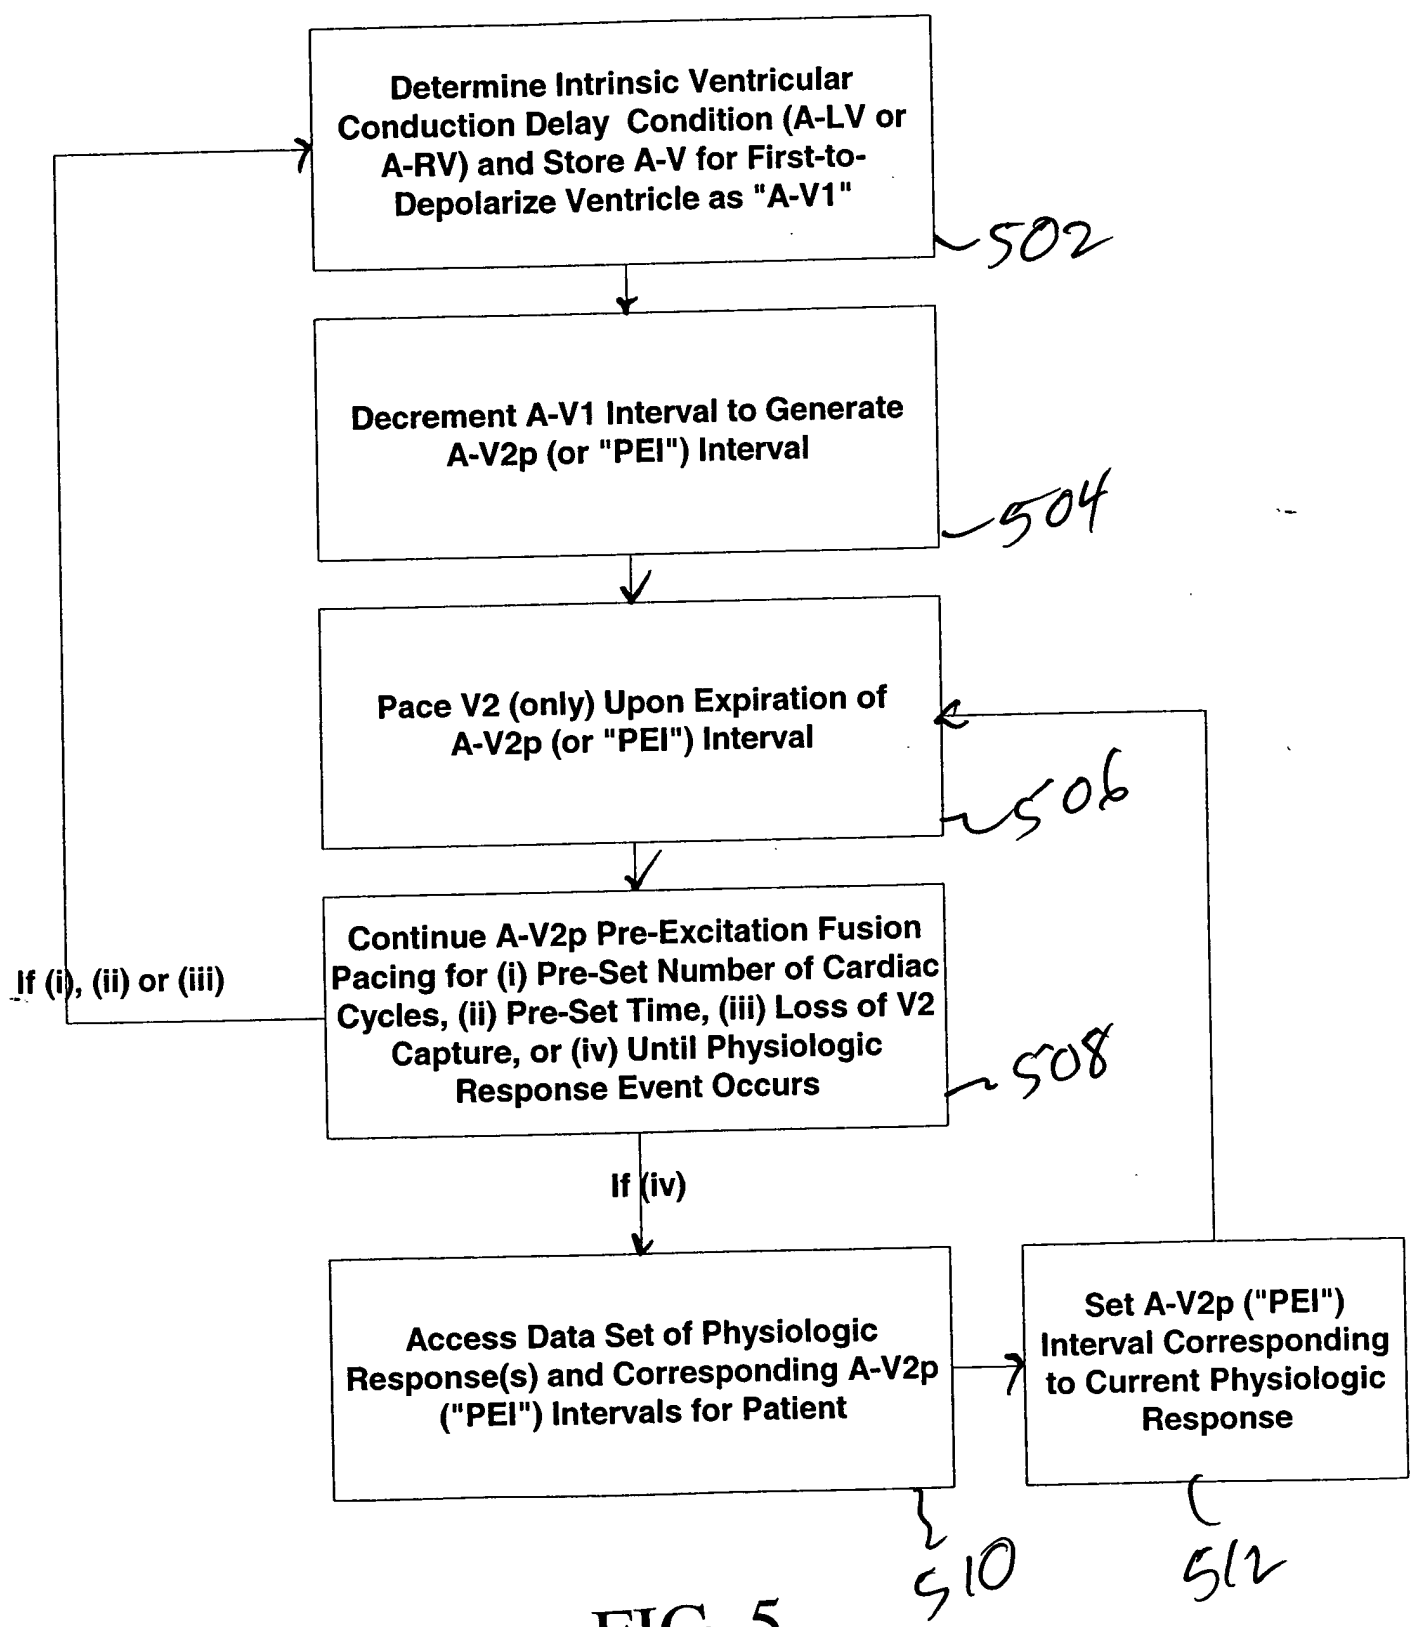 Determine Intrinsic Ventricular
Conduction Delay Condition (A-LV or
A-RV) and Store A-V for First-to-
Depolarize Ventricle as "A-V1"
502
Decrement A-V1 Interval to Generate
A-V2p (or "PEI") Interval
504
Pace V2 (only) Upon Expiration of
A-V2p (or "PEI") Interval
506
If (i), (ii) or (iii)
Continue A-V2p Pre-Excitation Fusion
Pacing for (i) Pre-Set Number of Cardiac
Cycles, (ii) Pre-Set Time, (iii) Loss of V2
Capture, or (iv) Until Physiologic
Response Event Occurs
508
If (iv)
Access Data Set of Physiologic
Response(s) and Corresponding A-V2p
("PEI") Intervals for Patient
510
Set A-V2p ("PEI")
Interval Corresponding
to Current Physiologic
Response
512
FIG. 5